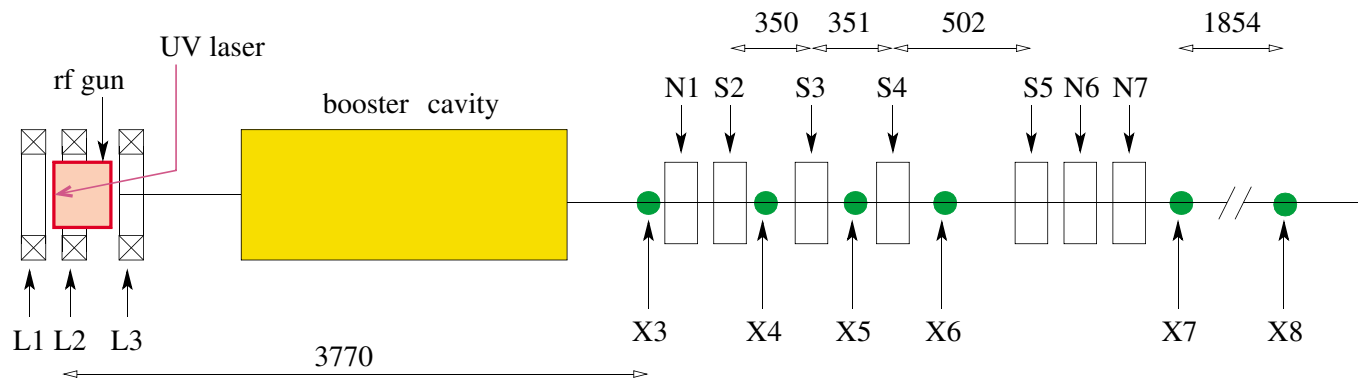 350 351 502 1854
UV laser
rf gun
N1 S2 S3 S4 S5 N6 N7
booster cavity
L1 L2 L3
X3 X4 X5 X6 X7 X8
3770